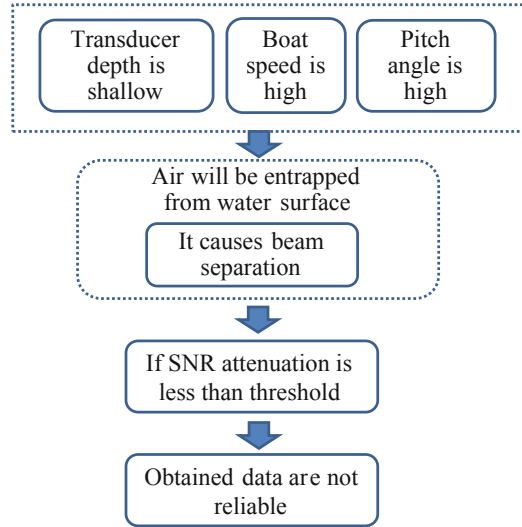 Transducer
depth is
shallow
Boat
speed is
high
Pitch
angle is
high
Air will be entrapped
from water surface
It causes beam
separation
If SNR attenuation is
less than threshold
Obtained data are not
reliable